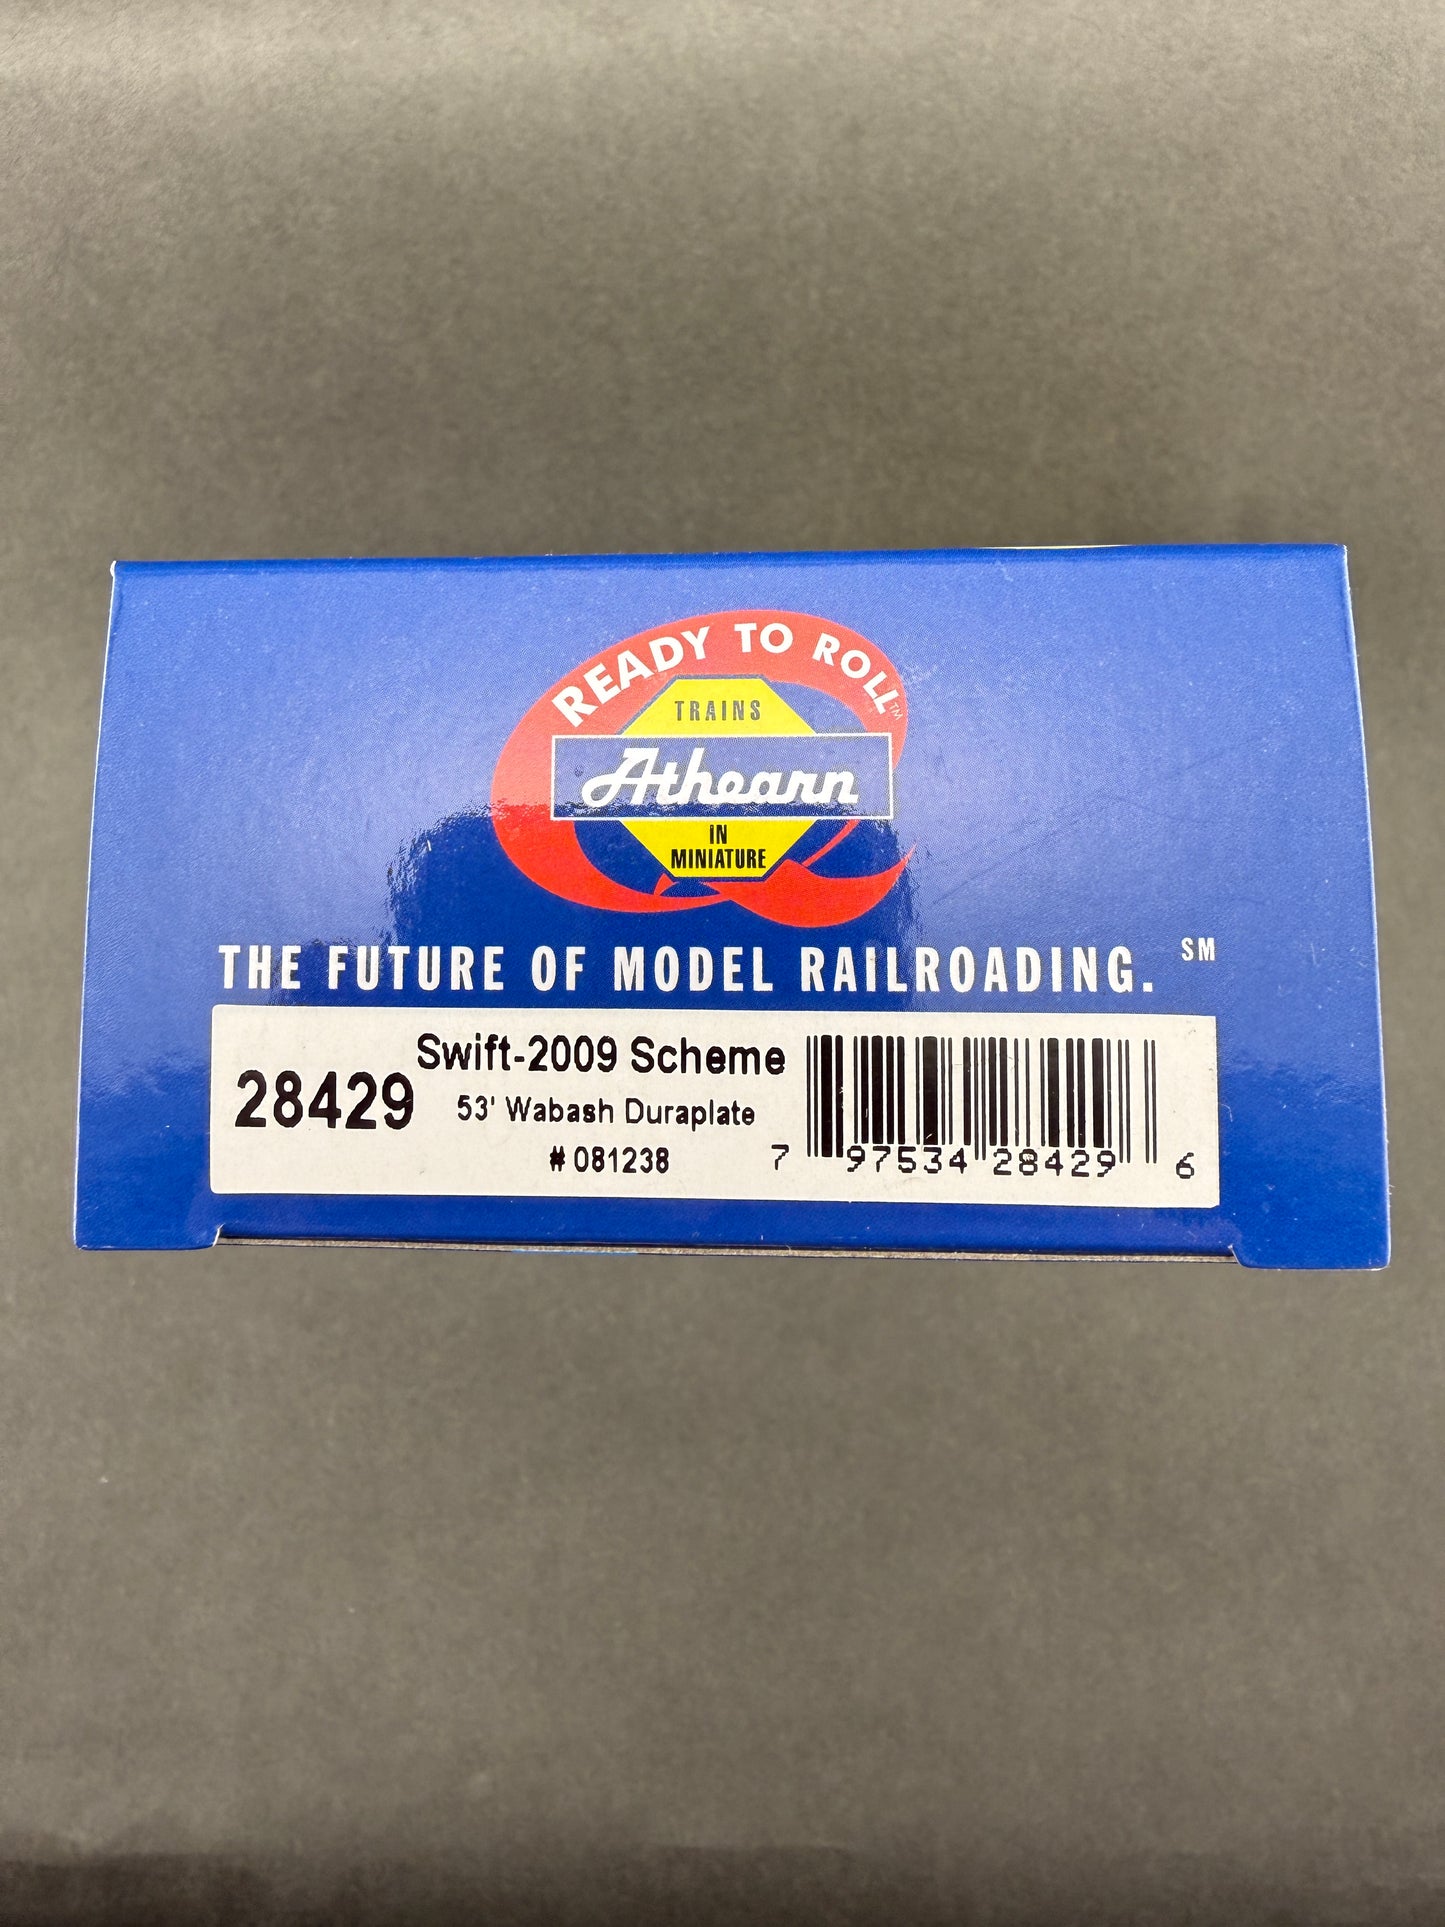 READY TO ROLL™
TRAINS
Athearn
IN
MINIATURE
THE FUTURE OF MODEL RAILROADING. SM
28429
Swift-2009 Scheme
53' Wabash Duraplate
# 081238
7 97534 28429 6